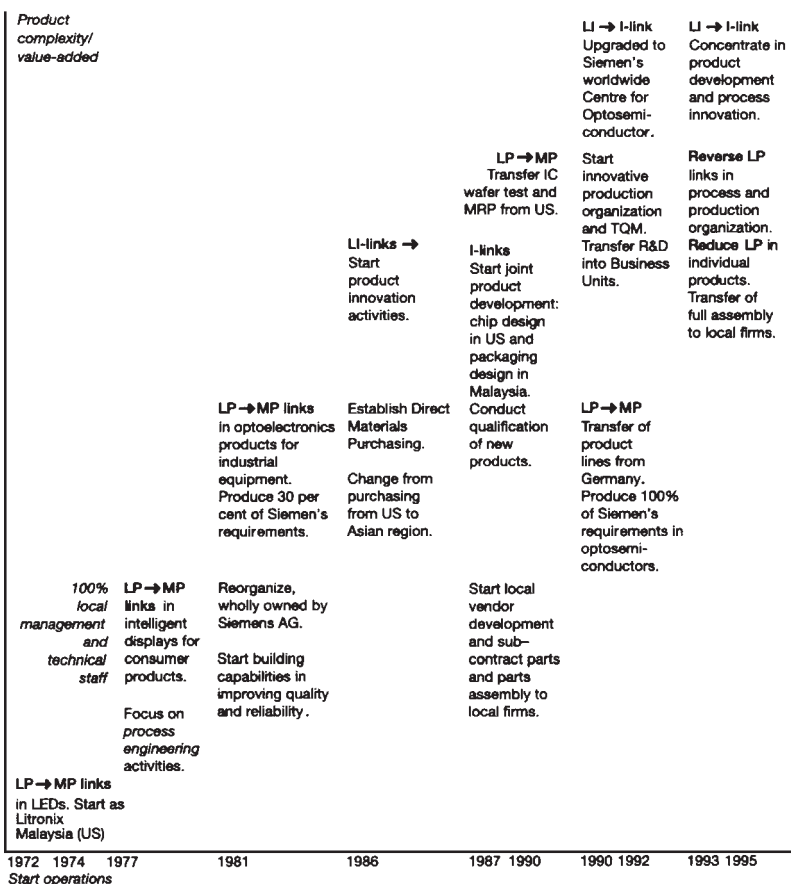 Product
complexity/
value-added
LI → I-link
Upgraded to
Siemen's
worldwide
Centre for
Optosemi-
conductor.
LI → I-link
Concentrate in
product
development
and process
innovation.
LP → MP
Transfer IC
wafer test and
MRP from US.
Start
innovative
production
organization
and TQM.
Transfer R&D
into Business
Units.
Reverse LP
links in
process and
production
organization.
Reduce LP in
individual
products.
Transfer of
full assembly
to local firms.
LI-links →
Start
product
innovation
activities.
I-links
Start joint
product
development:
chip design
in US and
packaging
design in
Malaysia.
Conduct
qualification
of new
products.
LP → MP links
in optoelectronics
products for
industrial
equipment.
Produce 30 per
cent of Siemen's
requirements.
Establish Direct
Materials
Purchasing.
Change from
purchasing
from US to
Asian region.
LP → MP
Transfer of
product
lines from
Germany.
Produce 100%
of Siemen's
requirements in
optosemi-
conductors.
100%
local
management
and
technical
staff
LP → MP
links in
intelligent
displays for
consumer
products.
Focus on
process
engineering
activities.
Reorganize,
wholly owned by
Siemens AG.
Start building
capabilities in
improving quality
and reliability.
Start local
vendor
development
and sub-
contract parts
and parts
assembly to
local firms.
LP → MP links
in LEDs. Start as
Litronix
Malaysia (US)
1972 1974 1977 1981 1986 1987 1990 1990 1992 1993 1995
Start operations